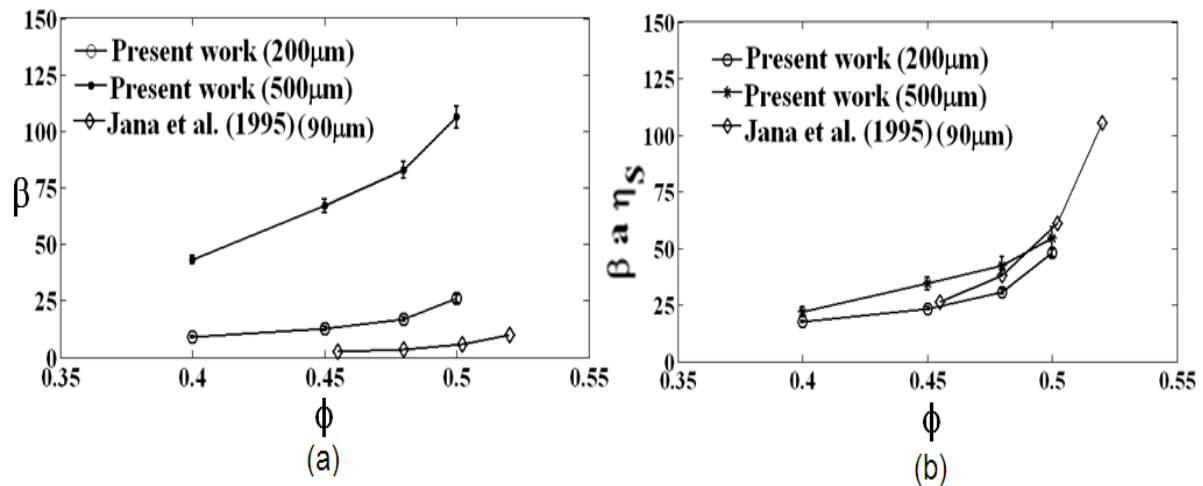 150
125
100
75
50
25
0
β
Present work (200μm)
Present work (500μm)
Jana et al. (1995)(90μm)
0.35 0.4 0.45 0.5 0.55
ϕ
(a)
150
125
100
75
50
25
0
β a ηs
Present work (200μm)
Present work (500μm)
Jana et al. (1995)(90μm)
0.35 0.4 0.45 0.5 0.55
ϕ
(b)